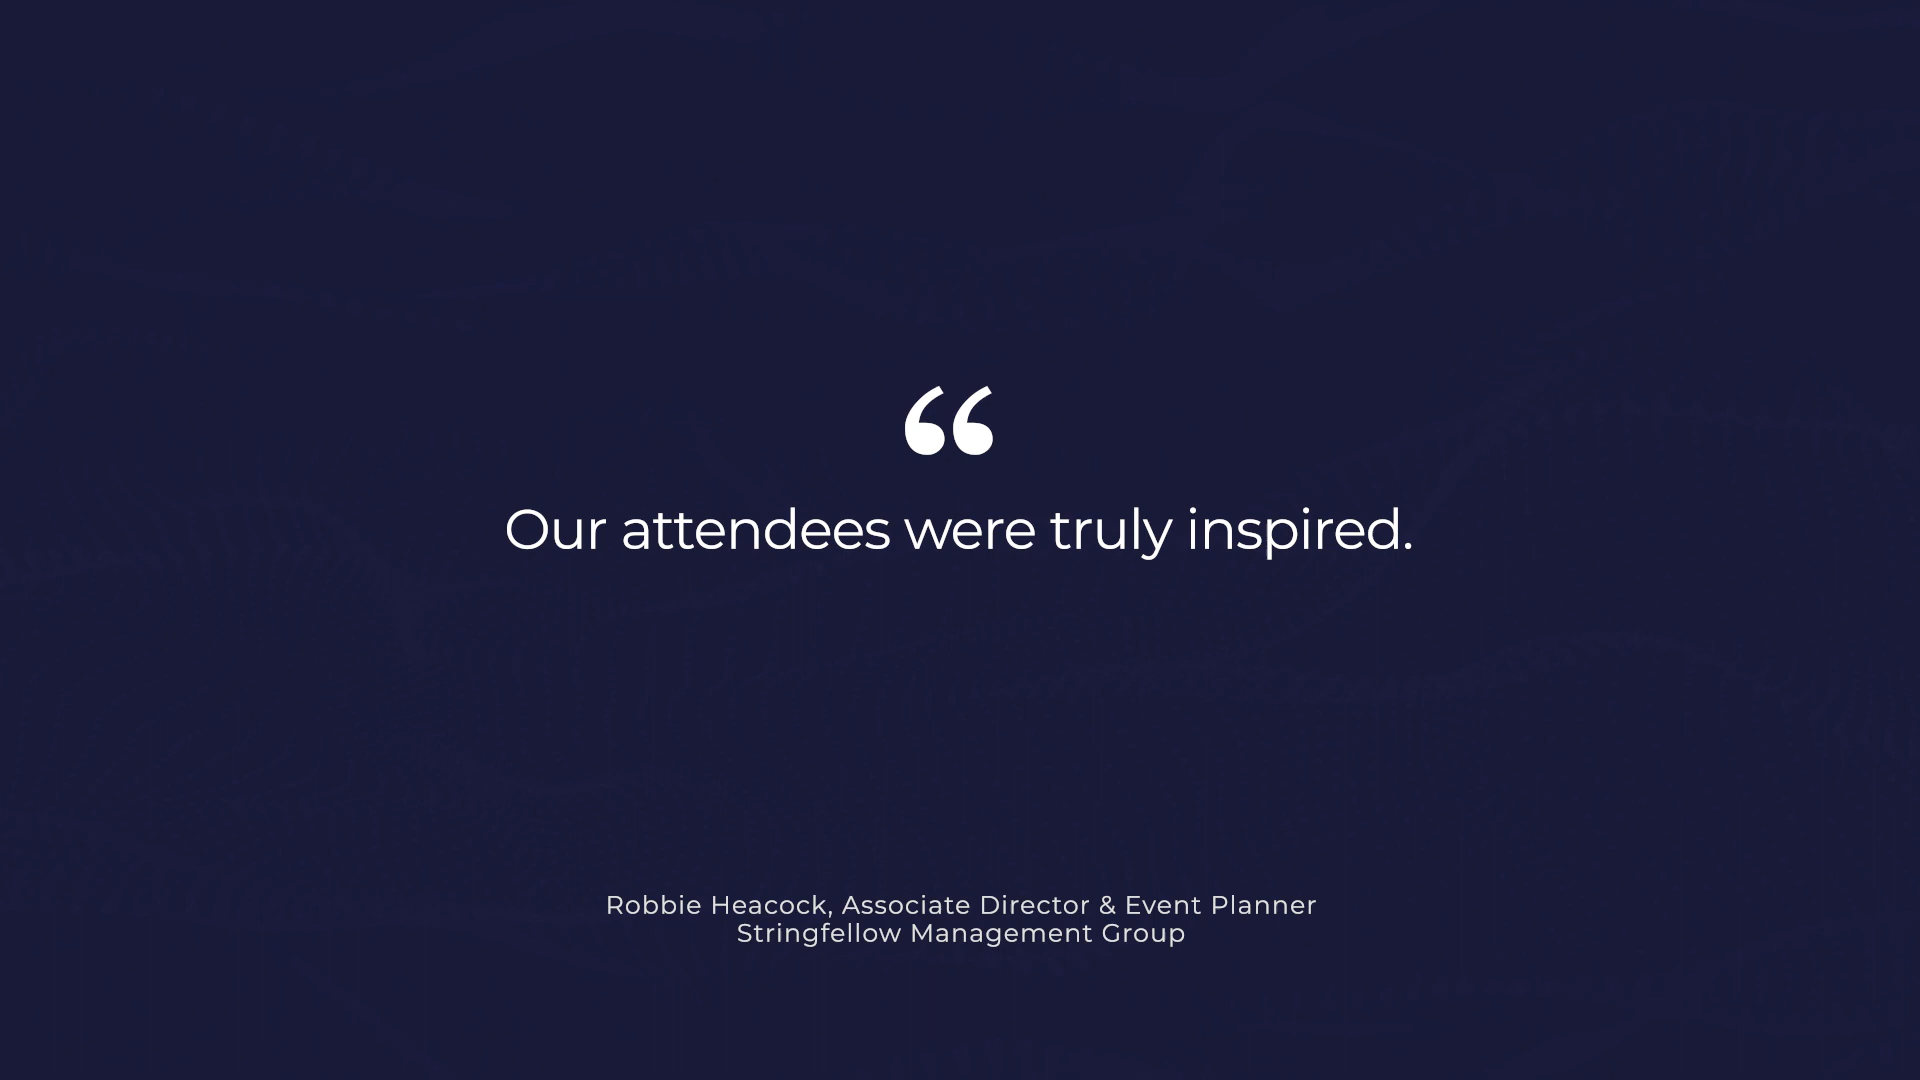 “
Our attendees were truly inspired.
Robbie Heacock, Associate Director & Event Planner
Stringfellow Management Group